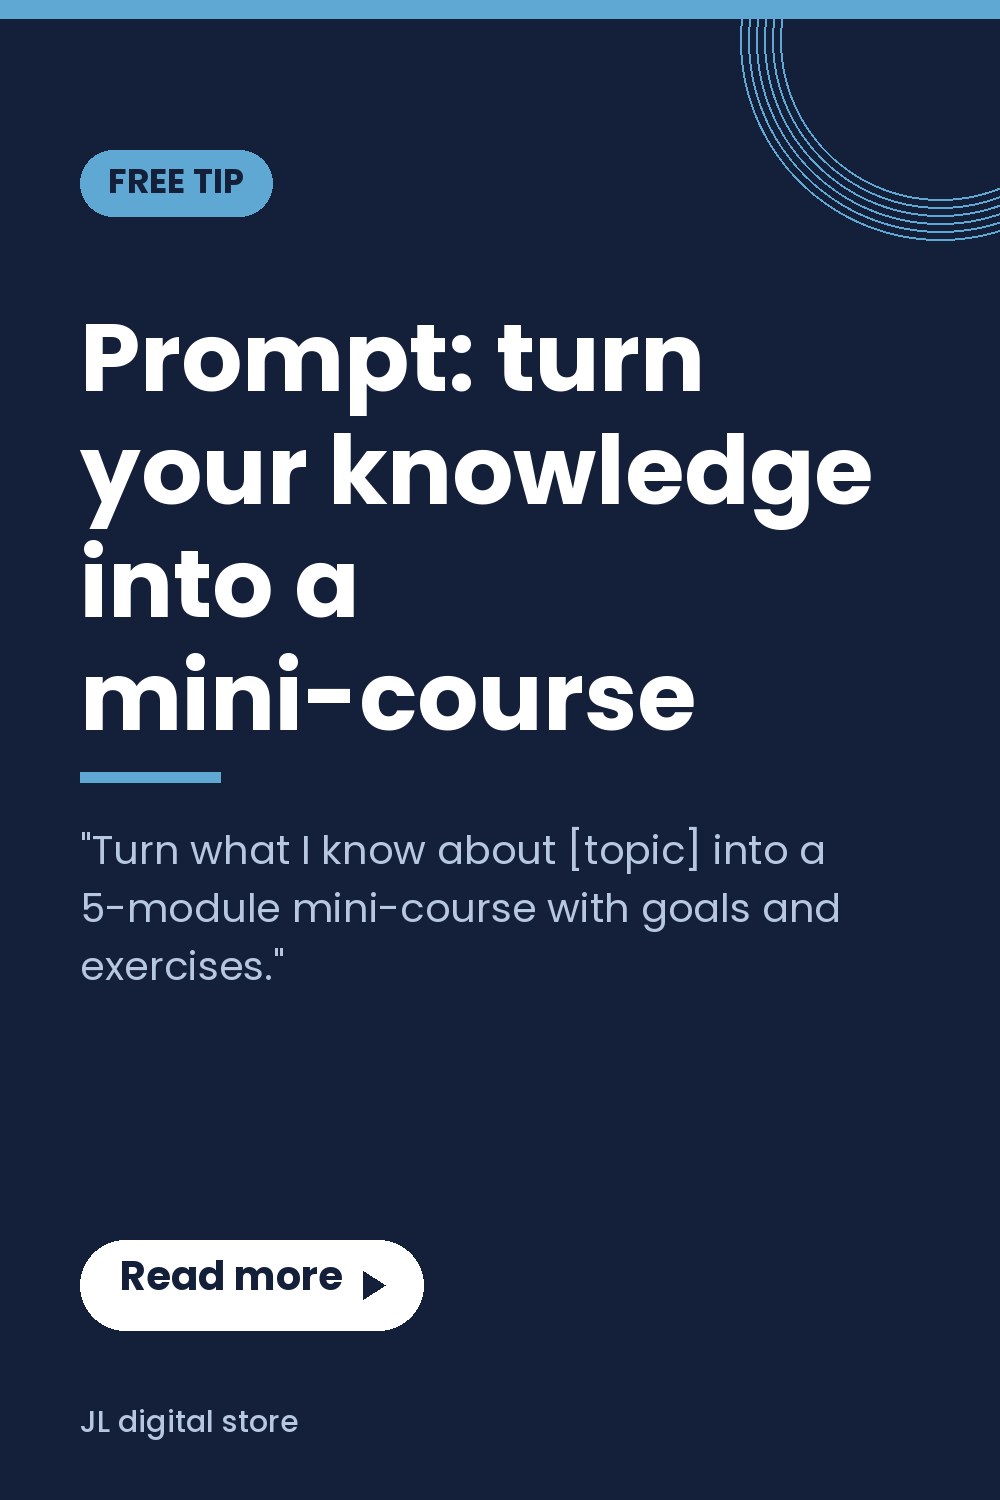 FREE TIP
Prompt: turn
your knowledge
into a
mini-course
"Turn what I know about [topic] into a
5-module mini-course with goals and
exercises."
Read more
JL digital store